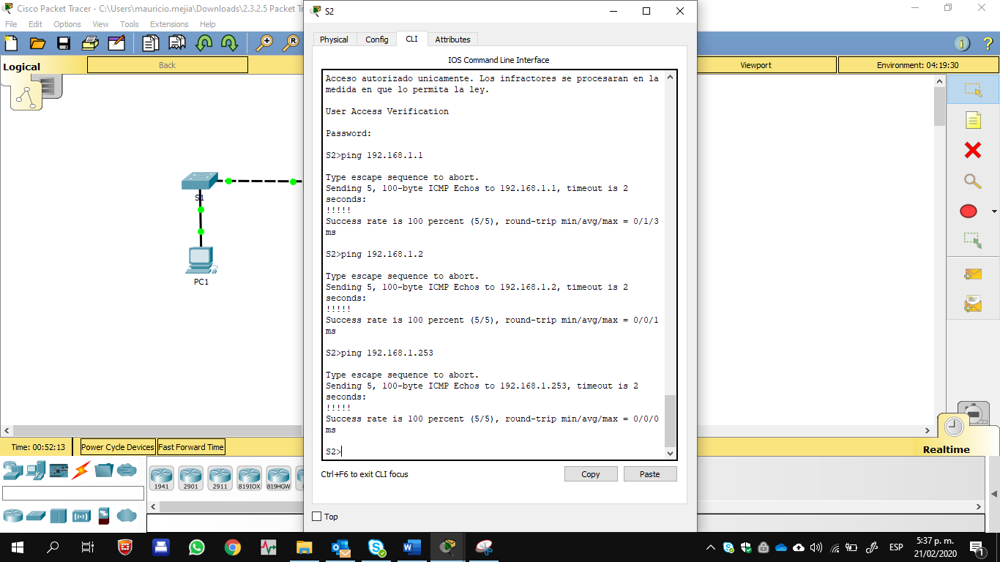 Cisco Packet Tracer - C:\Users\mauricio.mejia\Downloads\2.3.2.5 Packet Tr
S2
File Edit Options View Tools Extensions Help
Physical Config CLI Attributes
IOS Command Line Interface
Logical
Back
Viewport
Environment: 04:19:30
Acceso autorizado unicamente. Los infractores se procesaran en la
medida en que lo permita la ley.
User Access Verification
Password:
S2>ping 192.168.1.1
Type escape sequence to abort.
Sending 5, 100-byte ICMP Echos to 192.168.1.1, timeout is 2
seconds:
!!!!!
Success rate is 100 percent (5/5), round-trip min/avg/max = 0/1/3
ms
S2>ping 192.168.1.2
Type escape sequence to abort.
Sending 5, 100-byte ICMP Echos to 192.168.1.2, timeout is 2
seconds:
!!!!!
Success rate is 100 percent (5/5), round-trip min/avg/max = 0/0/1
ms
S2>ping 192.168.1.253
Type escape sequence to abort.
Sending 5, 100-byte ICMP Echos to 192.168.1.253, timeout is 2
seconds:
!!!!!
Success rate is 100 percent (5/5), round-trip min/avg/max = 0/0/0
ms
S2>
S1
PC1
Ctrl+F6 to exit CLI focus
Copy
Paste
Top
Time: 00:52:13
Power Cycle Devices
Fast Forward Time
Realtime
1941 2901 2911 819IOX 819HGW
ESP
5:37 p. m.
21/02/2020
1